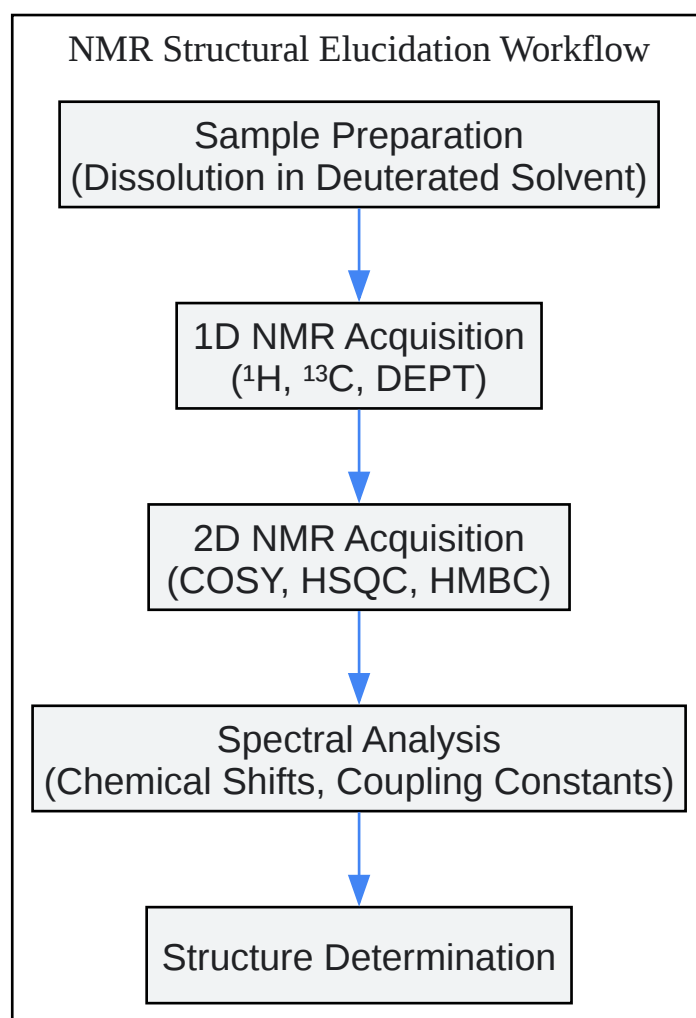 NMR Structural Elucidation Workflow
Sample Preparation
(Dissolution in Deuterated Solvent)
1D NMR Acquisition
(¹H, ¹³C, DEPT)
2D NMR Acquisition
(COSY, HSQC, HMBC)
Spectral Analysis
(Chemical Shifts, Coupling Constants)
Structure Determination